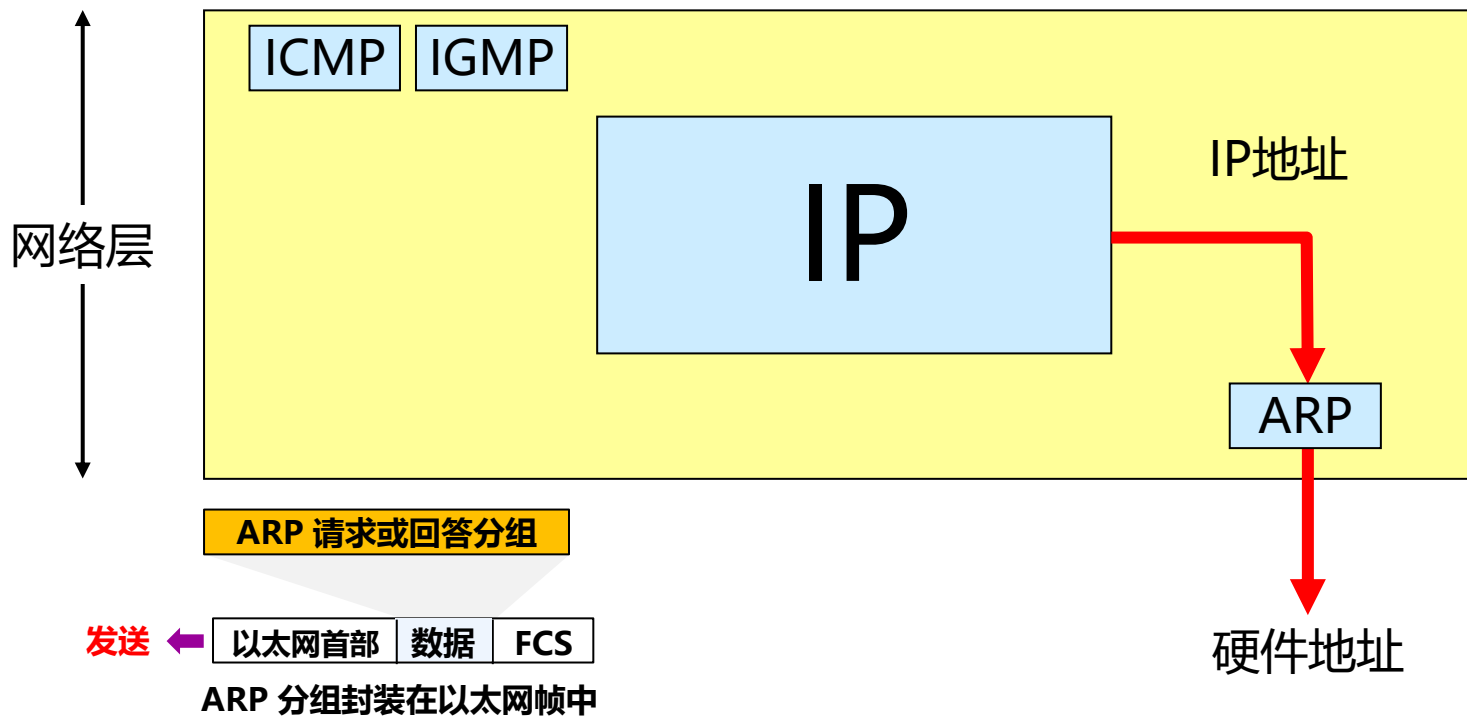 ICMP
IGMP
IP
IP地址
网络层
ARP
ARP 请求或回答分组
发送
以太网首部
数据
FCS
硬件地址
ARP 分组封装在以太网帧中